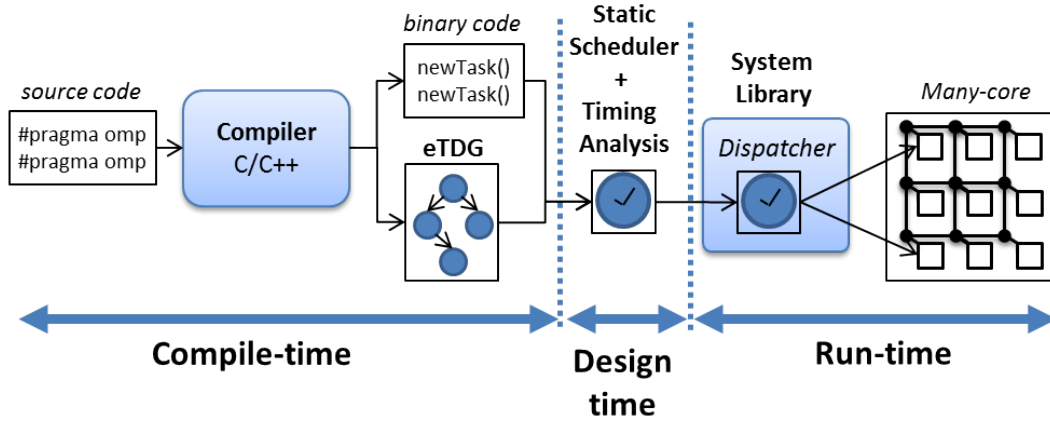 source code
#pragma omp
#pragma omp
Compiler
C/C++
binary code
newTask()
newTask()
eTDG
Static
Scheduler
+
Timing
Analysis
System
Library
Dispatcher
Many-core
Compile-time
Design
time
Run-time